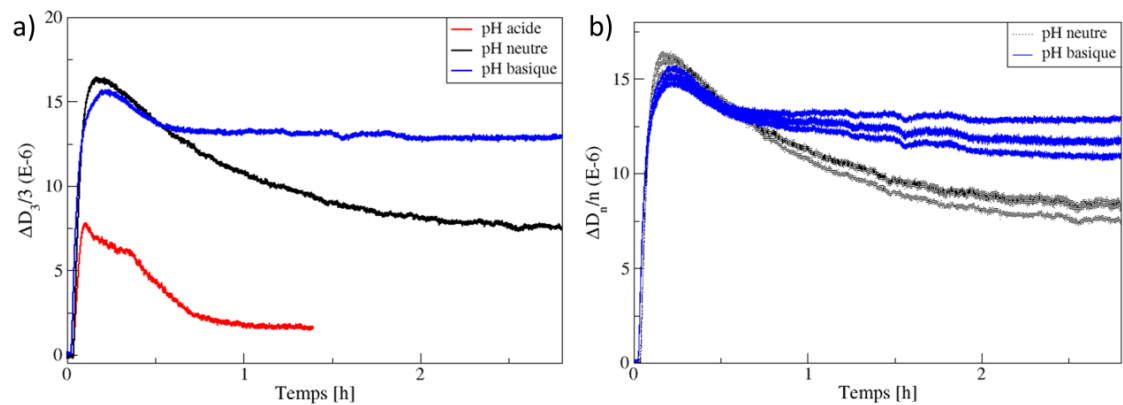 a)
ΔD₃/3 (E-6)
20
15
10
5
0
pH acide
pH neutre
pH basique
0
1
2
Temps [h]
b)
ΔDₙ/n (E-6)
15
10
5
0
pH neutre
pH basique
0
1
2
Temps [h]